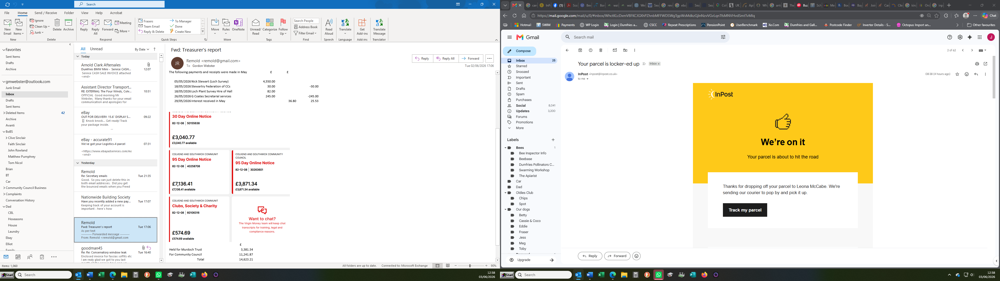 Search
File
Home
Send / Receive
Folder
View
Help
Acrobat
New Email
New Items
New
Ignore
Clean Up
Junk
Delete
Archive
Delete
Reply
Reply All
Forward
Meeting
More
Respond
Frasers
Team Email
Reply & Delete
To Manager
Done
Create New
Quick Steps
Move
Rules
OneNote
Move
Unread/ Read
Categorize
Follow Up
Tags
Search People
Address Book
Filter Email
Find
Read Aloud
Speech
Translate
Language
Get Add-ins
Add-ins
Translate Message
Translator
Favorites
Sent Items
Drafts
Archive
gmwebster@outlook.com
Junk Email
Inbox
Drafts
Sent Items
Deleted Items 42
Archive
Avanti
BoBS
Clive Sinclair
Faith Sinclair
John Rowland
Matthew Pumphrey
Tom Nicol
Brian
BT
Car
Community Council Business
Complaints
Conversation History
Dad
CBL
Hoseasons
House
Laundry
Ebay
Elliot
Family
Items: 1,060
All Unread By Date
Today
Arnold Clark Aftersales
Dumfries BMW Mini - Service CASH... 12:07
Service CASH SALE INVOICE attached
<end>
Assistant Director Transport...
RE: EXTERNAL: The Four Winds, Colv... 10:51
OFFICIAL Good morning Mr
Webster, Many thanks for your email
communication and apologies for
eBay
OUT FOR DELIVERY: 15.6" DISPLAY S... 09:22
Knock knock... Get ready! Track
your package inside.
eBay - accurate91
We've got your Logistics-4 parcel 07:31
<https://www.ebayadservices.com/ma
<end>
Yesterday
Remold
Re: Secretary emails Tue 21:35
Good. So you can just delete this in
both email addresses. Did you get
the bounced emails when you Freed
Nationwide Building Society
Have you recently added a new pay... Tue 17:07
Keeping track of your account is
important - here's how
Remold
Fwd: Treasurer's report Tue 17:06
As per text
---------- Forwarded message ---------
From: Remold <remold@gmail.com
goodman45
Re: Re: Conservatory window leak Tue 16:40
Enclosed invoice for fascias soffits etc
I am realy glad we got to you last
Fwd: Treasurer's report
JR
Remold <remold@gmail.com>
To Gordon Webster
Reply
Reply All
Forward
Tue 02/06/2026 17:06
The following payments and receipts were made in May £ £
05/05/2026 Nick Stewart (Loch Survey) 4,550.00
18/05/2026 Stewartry Federation of CCs 30.00 -30.00
18/05/2026 Loch Plant Survey Hire of Hall 82.00
26/05/2026 G Coates Secretarial services 245.00 -245.00
29/05/2026 Interest received in May 36.80 25.53
30 Day Online Notice
82-12-08 | 50155638
£3,040.77
£3,040.77 available
COLVEND AND SOUTHWICK COMMUNIT
95 Day Online Notice
82-12-08 | 40258708
£7,136.41
£7,136.41 available
COLVEND AND SOUTHWICK COMMUNITY COUNCIL
95 Day Online Notice
82-12-08 | 30263601
£3,871.34
£3,871.34 available
COLVEND AND SOUTHWICK COMMUNIT
Clubs, Society & Charity
82-12-08 | 60106316
£574.69
£574.69 available
Want to chat?
The Virgin Money team will keep chat
transcripts for training, legal and
compliance reasons.
£
Held for Murdoch Trust 3,381.34
For Community Council 11,241.87
Total 14,623.21
All folders are up to date. Connected to: Microsoft Exchange 90%
Start Search 12:58
03/06/2026
https://mail.google.com/mail/u/0/#inbox/WhctKLcDxmVBFKCJGXhPZhnbMFFWDSWgTgpWsMdkzGjlnNzvVGvLqnTfsMNVHvdSmtTvMlq
Chat
Hotmail
SWIM
Payments
WP Login
Login | Dumfries a...
CSCC
Repeat Prescriptions
PensionPoint
UserBenchmark
Xe.Com
Dumfries and Gall...
Postcode Finder
Inverter Details - S...
Octopus Import an...
Other favourites
Gmail
Search mail
J
Compose
Inbox 25
Starred
Snoozed
Important
Sent
Drafts
Spam
Purchases
Social 8,041
Updates 3,200
Forums
Promotions
More
Labels
Bees 1
Bee Inspector Info
Beebase
Dumfries Pollinators C...
Swarming Workshop
The Apiarist
Car
Dad
Oldies Club
Chips
Spot
Our dogs
Betty
Cassie & Coco
Eddie
Fraser
Jess
Meg
Toby
Upgrade
2 of 62
Your parcel is locker-ed up Inbox ×
InPost <inpost@inpost.co.uk>
to me
08:38 (4 hours ago)
InPost
We're on it
Your parcel is about to hit the road
Thanks for dropping off your parcel to Leona McCabe. We're
sending our courier to pop by and pick it up.
Track my parcel
Reply
Forward
Start Search 12:58
03/06/2026